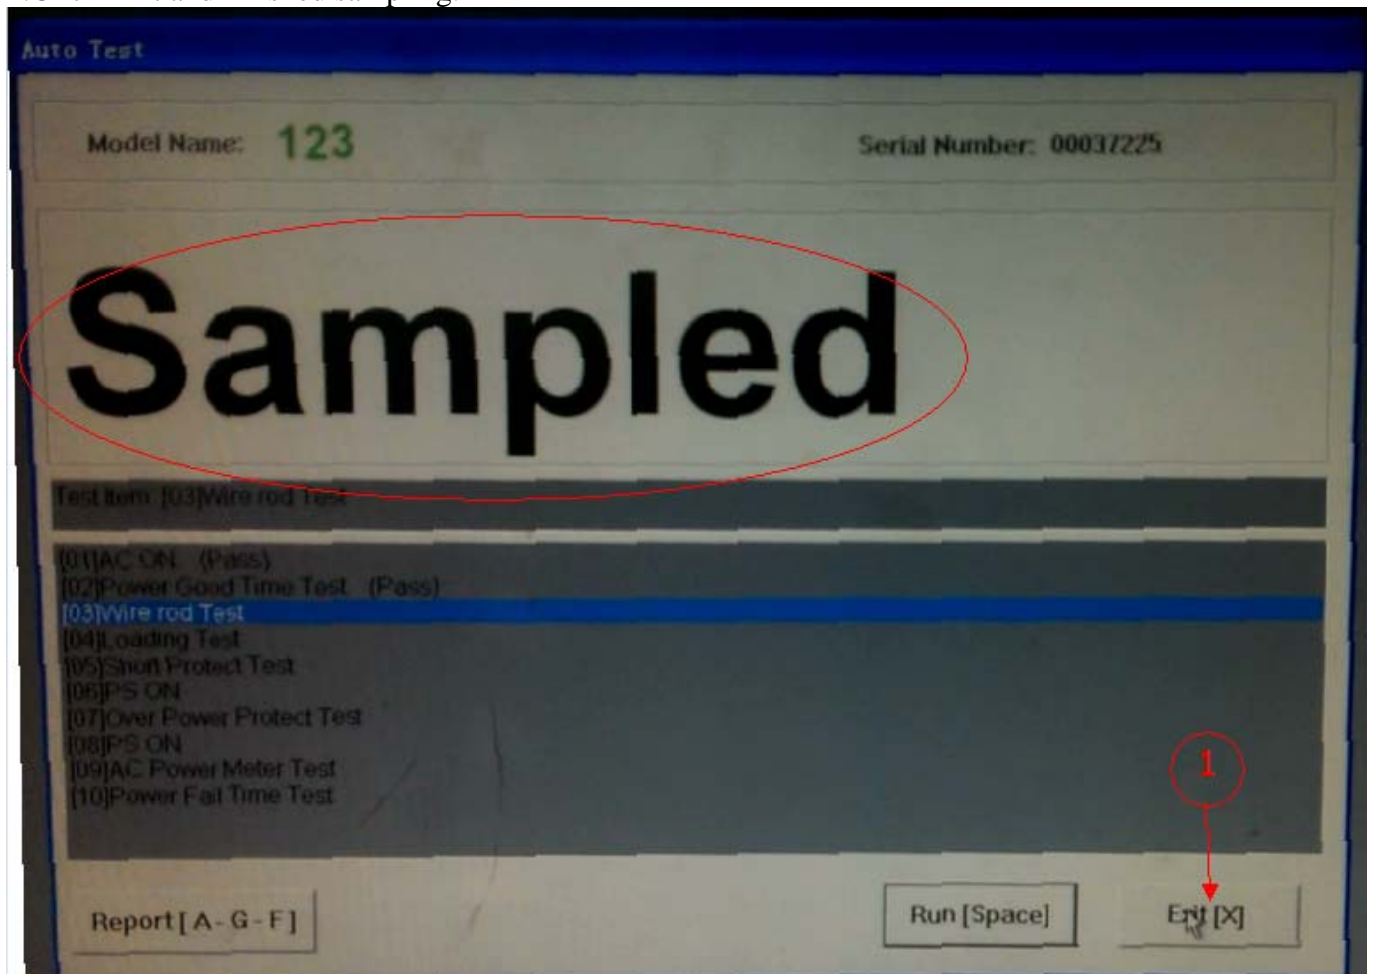 Auto Test
Model Name: 123 Serial Number: 00037225
Sampled
Test Item: [03]Wire rod Test
[01]AC ON (Pass)
[02]Power Good Time Test (Pass)
[03]Wire rod Test
[04]Loading Test
[05]Short Protect Test
[06]PS ON
[07]Over Power Protect Test
[08]PS ON
[09]AC Power Meter Test
[10]Power Fail Time Test
1
Report [ A - G - F ] Run [Space] Exit [X]